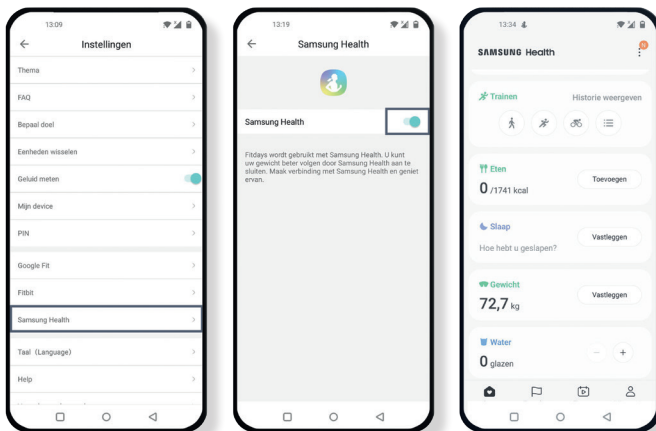 13:09
Instellingen
Thema
FAQ
Bepaal doel
Eenheden wisselen
Geluid meten
Mijn device
PIN
Google Fit
Fitbit
Samsung Health
Taal (Language)
Help
13:19
Samsung Health
Samsung Health
Fitdays wordt gebruikt met Samsung Health. U kunt
uw gewicht beter volgen door Samsung Health aan te
sluiten. Maak verbinding met Samsung Health en geniet
ervan.
13:34
SAMSUNG Health
N
Trainen
Historie weergeven
Eten
0 /1741 kcal
Toevoegen
Slaap
Hoe hebt u geslapen?
Vastleggen
Gewicht
72,7 kg
Vastleggen
Water
0 glazen